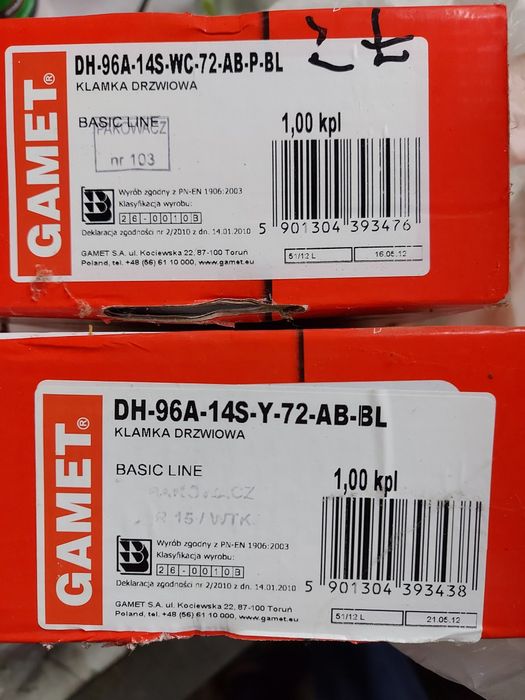 GAMET®
DH-96A-14S-WC-72-AB-P-BL
KLAMKA DRZWIOWA
BASIC LINE
PAKOWACZ
nr 103
1,00 kpl
Wyrób zgodny z PN-EN 1906:2003
Klasyfikacja wyrobu:
26-0010B
Deklaracja zgodności nr 2/2010 z dn. 14.01.2010
5 901304 393476
GAMET S.A. ul. Kociewska 22, 87-100 Toruń
Poland, tel. +48 (56) 61 10 000, www.gamet.eu
51/12 L
16.05.12
GAMET®
DH-96A-14S-Y-72-AB-BL
KLAMKA DRZWIOWA
BASIC LINE
1,00 kpl
R 15/WTK
Wyrób zgodny z PN-EN 1906:2003
Klasyfikacja wyrobu:
26-0010B
Deklaracja zgodności nr 2/2010 z dn. 14.01.2010
5 901304 393438
GAMET S.A. ul. Kociewska 22, 87-100 Toruń
Poland, tel. +48 (56) 61 10 000, www.gamet.eu
51/12 L
21.05.12